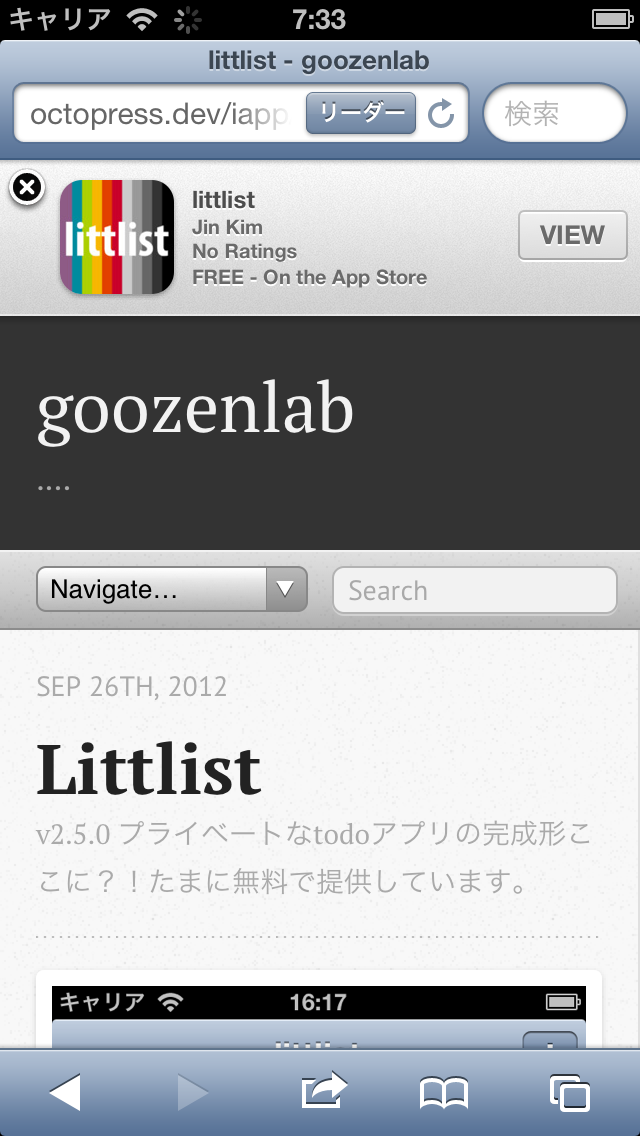 キャリア 7:33
littlist - goozenlab
octopress.dev/iapp リーダー 検索
littlist
littlist
Jin Kim
No Ratings
FREE - On the App Store
VIEW
goozenlab
....
Navigate... Search
SEP 26TH, 2012
Littlist
v2.5.0 プライベートなtodoアプリの完成形こ
こに？！たまに無料で提供しています。
キャリア 16:17